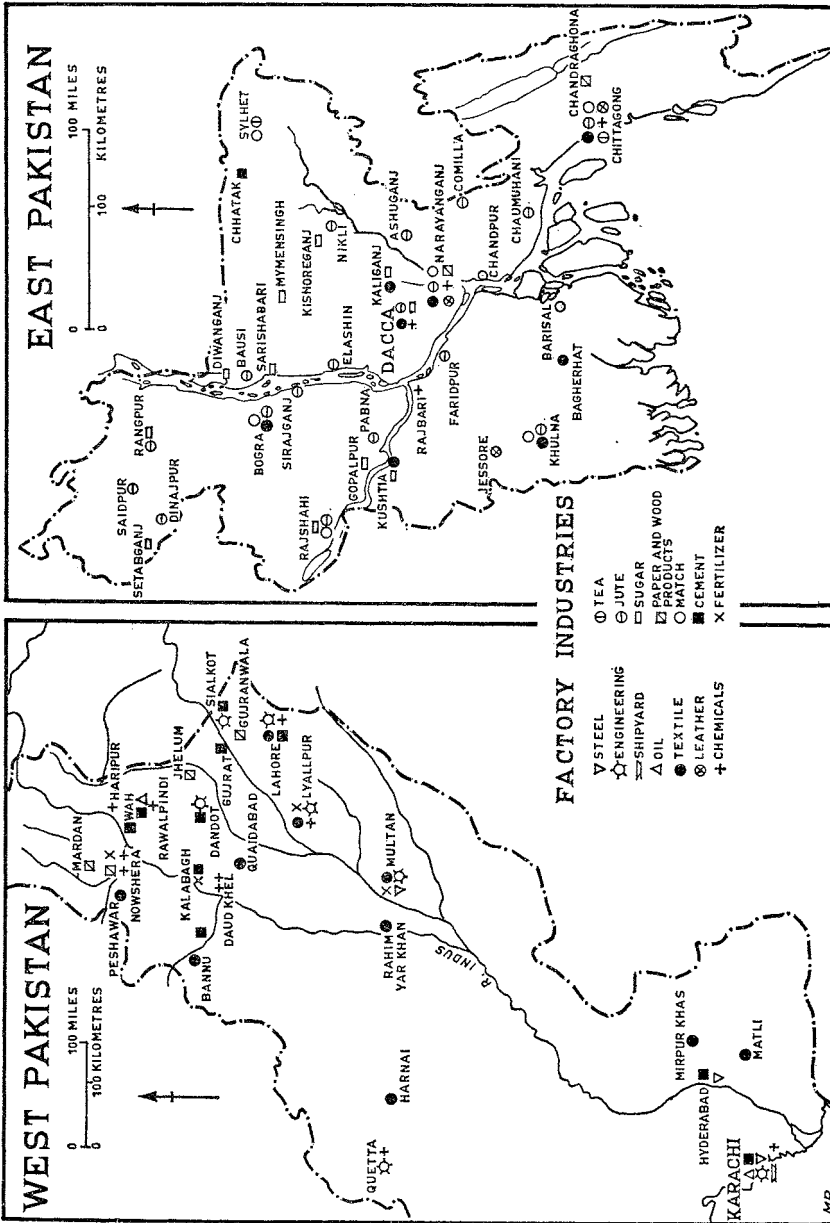 WEST PAKISTAN
0 100 MILES
0 100 KILOMETRES
MARDAN
HARIPUR
PESHAWAR
NOWSHERA
WAH
RAWALPINDI
JHELUM
KALABAGH
DANDOT
GUJRAT
SIALKOT
GUJRANWALA
BANNU
DAUD KHEL
QUAIDABAD
LAHORE
LYALLPUR
MULTAN
RAHIM
YAR KHAN
R. INDUS
HARNAI
QUETTA
MIRPUR KHAS
HYDERABAD
MATLI
KARACHI
EAST PAKISTAN
0 100 100 MILES
KILOMETRES
SYLHET
CHHATAK
DIWANGANJ
BAUSI
SARISHABARI
MYMENSINGH
KISHOREGANJ
NIKLI
ASHUGANJ
ELASHIN
RANGPUR
SAIDPUR
DINAJPUR
SETABGANJ
BOGRA
SIRAJGANJ
KALIGANJ
DACCA
NARAYANGANJ
COMILLA
PABNA
GOPALPUR
RAJSHAHI
KUSHTIA
RAJBARI
FARIDPUR
CHANDPUR
CHAUMUHANI
CHANDRAGHONA
CHITTAGONG
JESSORE
KHULNA
BARISAL
BAGHERHAT
FACTORY INDUSTRIES
STEEL
ENGINEERING
SHIPYARD
OIL
TEXTILE
LEATHER
CHEMICALS
TEA
JUTE
SUGAR
PAPER AND WOOD
PRODUCTS
MATCH
CEMENT
FERTILIZER